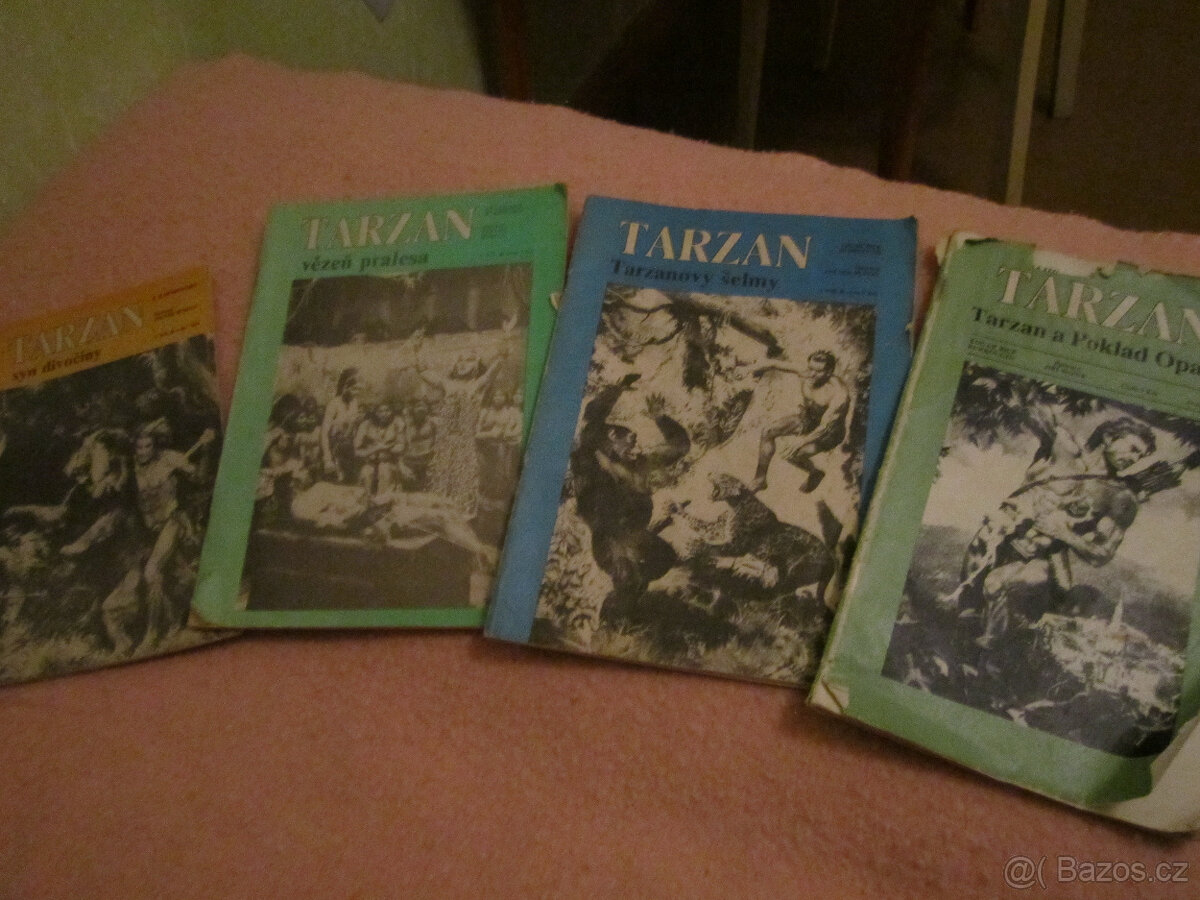 TARZAN
syn divočiny
TARZAN
vězeň pralesa
TARZAN
Tarzanovy šelmy
TARZAN
Tarzan a Poklad Opa
@( Bazos.cz